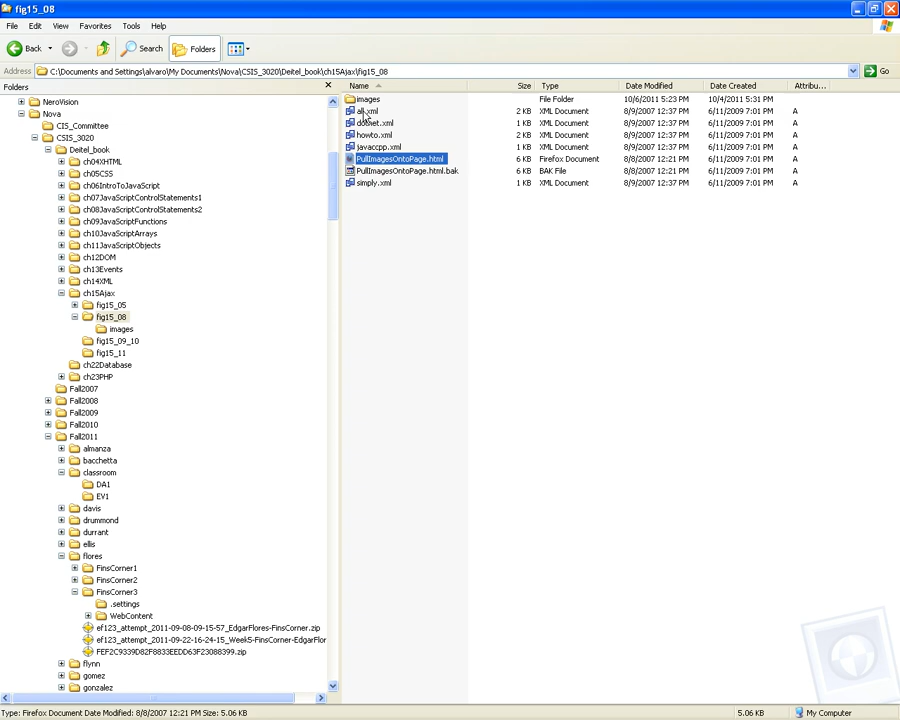 fig15_08
File Edit View Favorites Tools Help
Back Search Folders
Address C:\Documents and Settings\alvaro\My Documents\Nova\CSIS_3020\Deitel_book\ch15Ajax\fig15_08 Go
Folders
Name Size Type Date Modified Date Created Attribu...
images File Folder 10/6/2011 5:23 PM 10/4/2011 5:31 PM
all.xml 2 KB XML Document 8/9/2007 12:37 PM 6/11/2009 7:01 PM A
dotnet.xml 1 KB XML Document 8/9/2007 12:37 PM 6/11/2009 7:01 PM A
howto.xml 2 KB XML Document 8/9/2007 12:37 PM 6/11/2009 7:01 PM A
javaccpp.xml 1 KB XML Document 8/9/2007 12:37 PM 6/11/2009 7:01 PM A
PullImagesOntoPage.html 6 KB Firefox Document 8/8/2007 12:21 PM 6/11/2009 7:01 PM A
PullImagesOntoPage.html.bak 6 KB BAK File 8/8/2007 12:21 PM 6/11/2009 7:01 PM A
simply.xml 1 KB XML Document 8/9/2007 12:37 PM 6/11/2009 7:01 PM A
NeroVision
Nova
CIS_Committee
CSIS_3020
Deitel_book
ch04XHTML
ch05CSS
ch06IntroToJavaScript
ch07JavaScriptControlStatements1
ch08JavaScriptControlStatements2
ch09JavaScriptFunctions
ch10JavaScriptArrays
ch11JavaScriptObjects
ch12DOM
ch13Events
ch14XML
ch15Ajax
fig15_05
fig15_08
images
fig15_09_10
fig15_11
ch22Database
ch23PHP
Fall2007
Fall2008
Fall2009
Fall2010
Fall2011
almanza
bacchetta
classroom
DA1
EV1
davis
drummond
durrant
ellis
flores
FinsCorner1
FinsCorner2
FinsCorner3
.settings
WebContent
ef123_attempt_2011-09-08-09-15-57_EdgarFlores-FinsCorner.zip
ef123_attempt_2011-09-22-16-24-15_Week5-FinsCorner-EdgarFlor
FEF2C9339D82F8833EEDD63F23088399.zip
flynn
gomez
gonzalez
Type: Firefox Document Date Modified: 8/8/2007 12:21 PM Size: 5.06 KB 5.06 KB My Computer